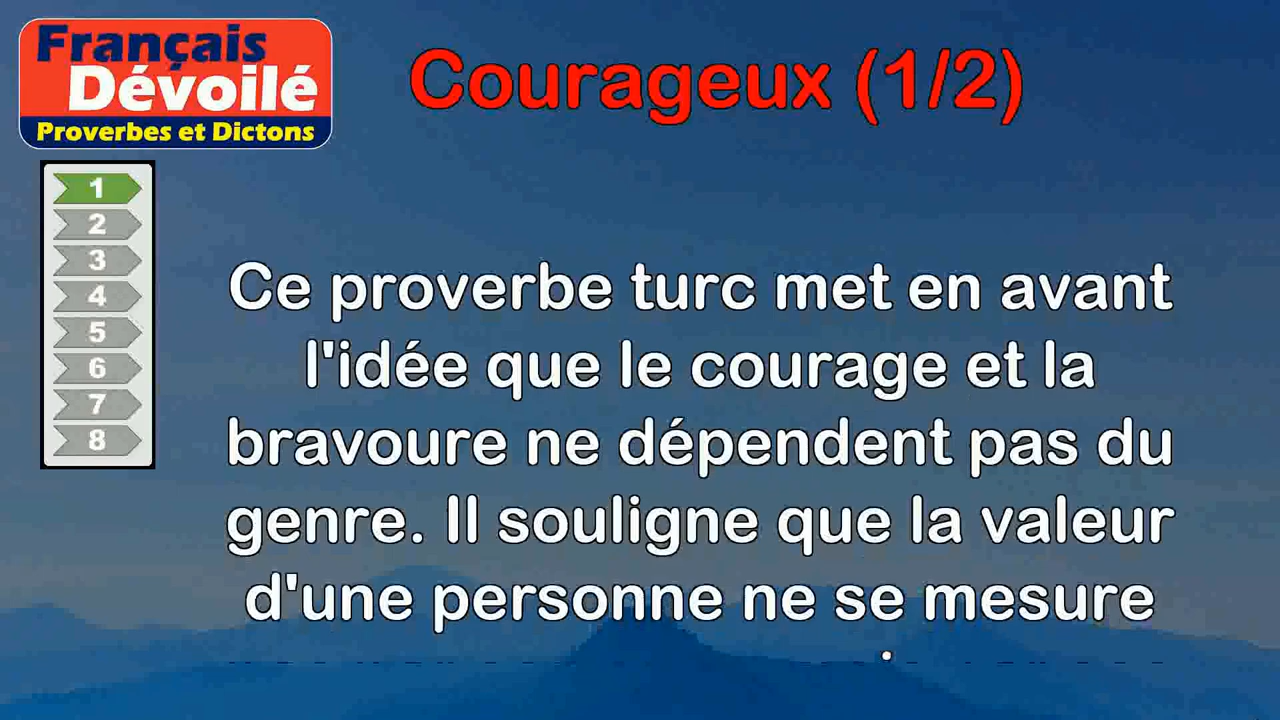 Français
Dévoilé
Proverbes et Dictons
Courageux (1/2)
1
2
3
4
5
6
7
8
Ce proverbe turc met en avant
l'idée que le courage et la
bravoure ne dépendent pas du
genre. Il souligne que la valeur
d'une personne ne se mesure